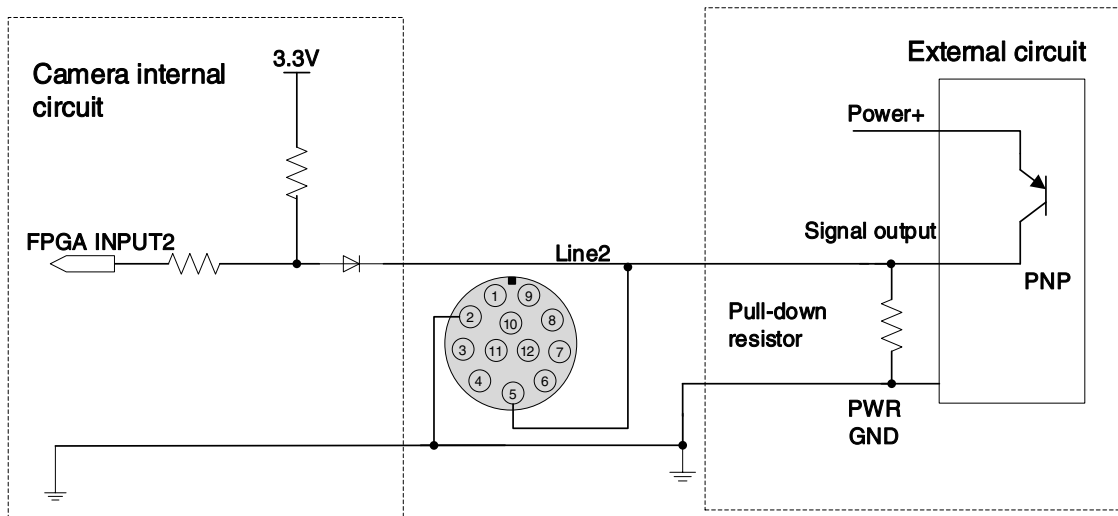 Camera internal
circuit
3.3V
FPGA INPUT2
Line2
1
9
2
10
8
3
11
12
7
4
6
5
External circuit
Power+
Signal output
PNP
Pull-down
resistor
PWR
GND